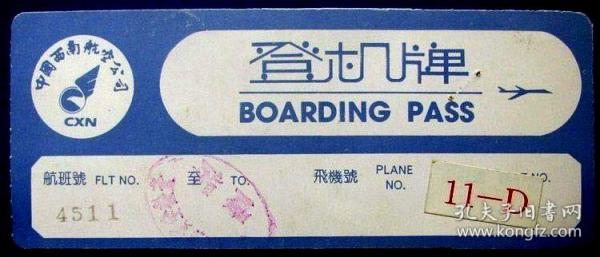 中國西南航空公司
CXN
登机牌
BOARDING PASS
航班號 FLT NO. 至 TO. 飛機號 PLANE NO.
4511
11-D
孔夫子旧书网
www.kongfz.com